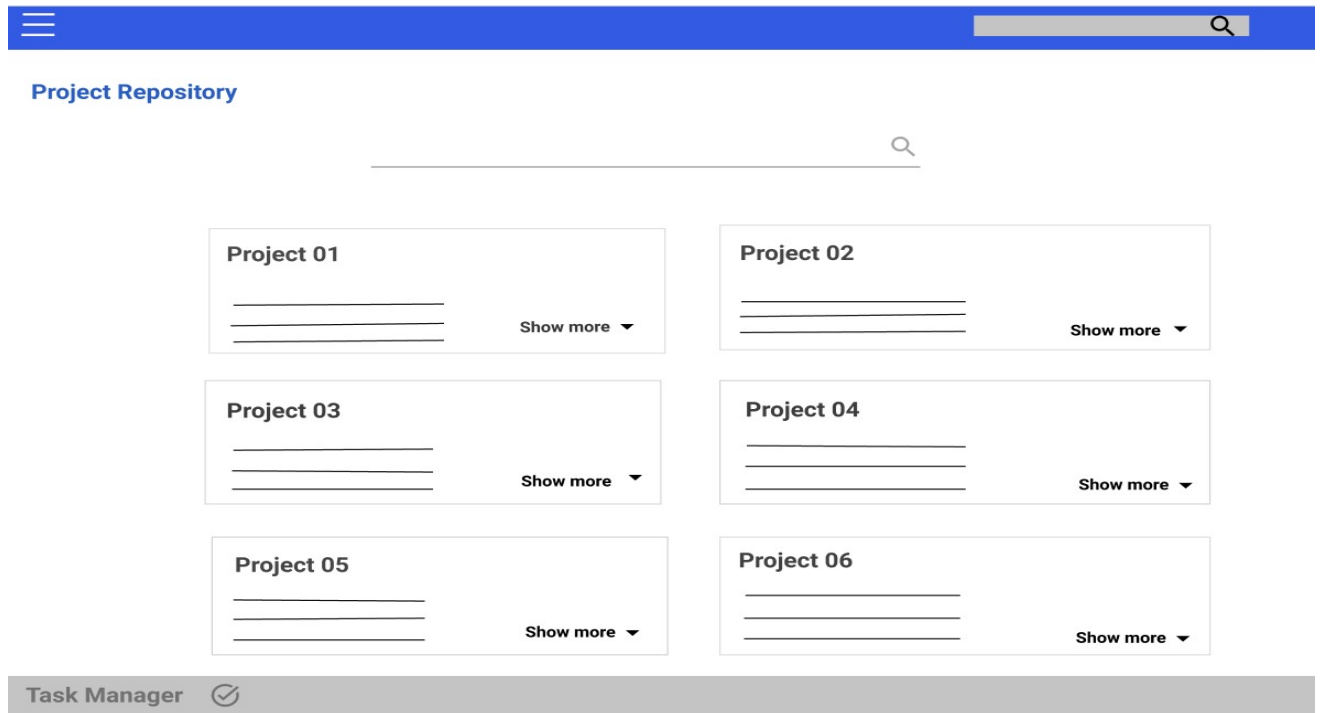 Project Repository
Project 01
Show more
Project 02
Show more
Project 03
Show more
Project 04
Show more
Project 05
Show more
Project 06
Show more
Task Manager